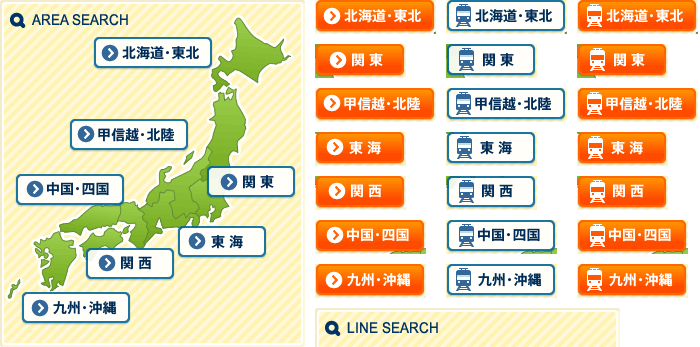 AREA SEARCH
北海道・東北
甲信越・北陸
関 東
中国・四国
東 海
関 西
九州・沖縄
北海道・東北 北海道・東北 北海道・東北
関 東 関 東 関 東
甲信越・北陸 甲信越・北陸 甲信越・北陸
東 海 東 海 東 海
関 西 関 西 関 西
中国・四国 中国・四国 中国・四国
九州・沖縄 九州・沖縄 九州・沖縄
LINE SEARCH